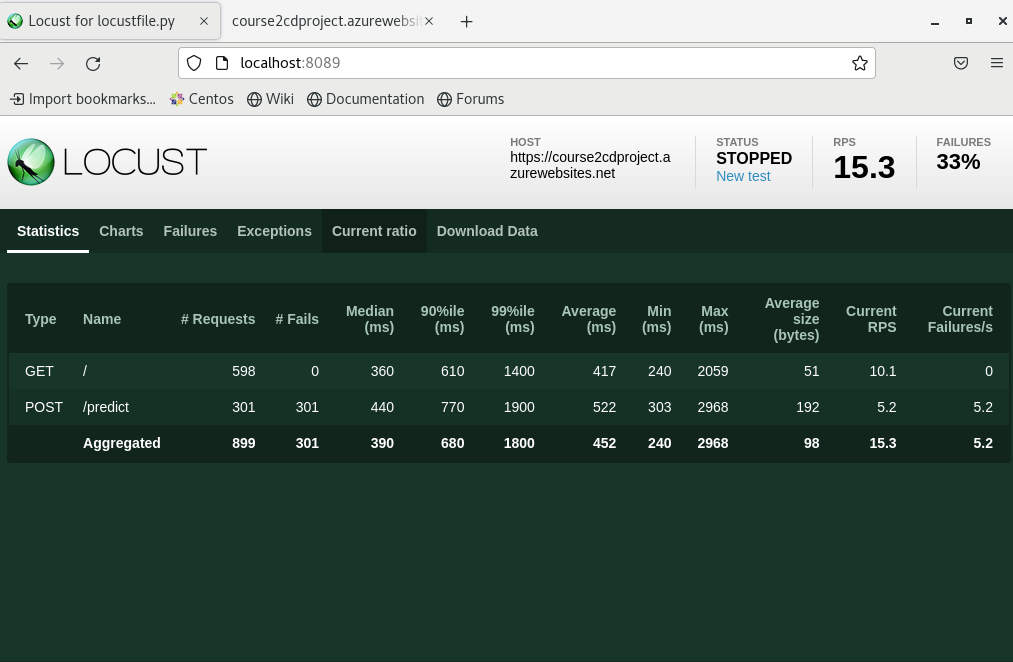 Locust for locustfile.py
course2cdproject.azurewebsi
localhost:8089
Import bookmarks...
Centos
Wiki
Documentation
Forums
LOCUST
HOST
https://course2cdproject.a
zurewebsites.net
STATUS
STOPPED
New test
RPS
15.3
FAILURES
33%
Statistics Charts Failures Exceptions Current ratio Download Data
Type Name # Requests # Fails Median (ms) 90%ile (ms) 99%ile (ms) Average (ms) Min (ms) Max (ms) Average size (bytes) Current RPS Current Failures/s
GET / 598 0 360 610 1400 417 240 2059 51 10.1 0
POST /predict 301 301 440 770 1900 522 303 2968 192 5.2 5.2
Aggregated 899 301 390 680 1800 452 240 2968 98 15.3 5.2